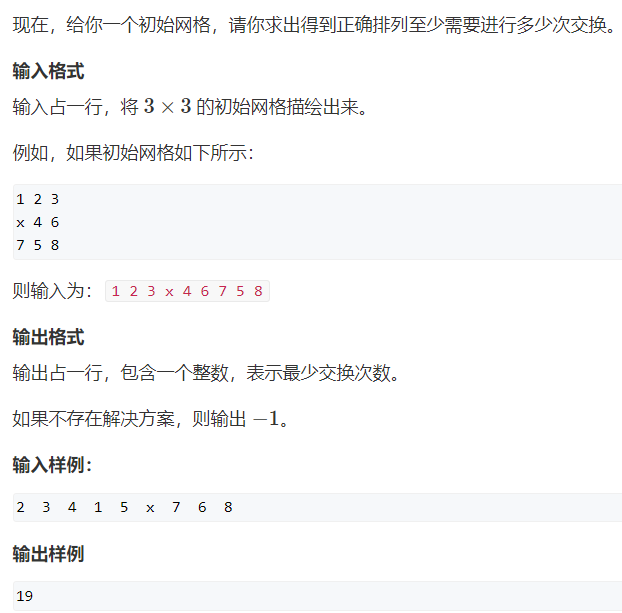 现在，给你一个初始网格，请你求出得到正确排列至少需要进行多少次交换。
输入格式
输入占一行，将 3 × 3 的初始网格描绘出来。
例如，如果初始网格如下所示：
1 2 3
x 4 6
7 5 8
则输入为： 1 2 3 x 4 6 7 5 8
输出格式
输出占一行，包含一个整数，表示最少交换次数。
如果不存在解决方案，则输出 −1。
输入样例：
2 3 4 1 5 x 7 6 8
输出样例
19